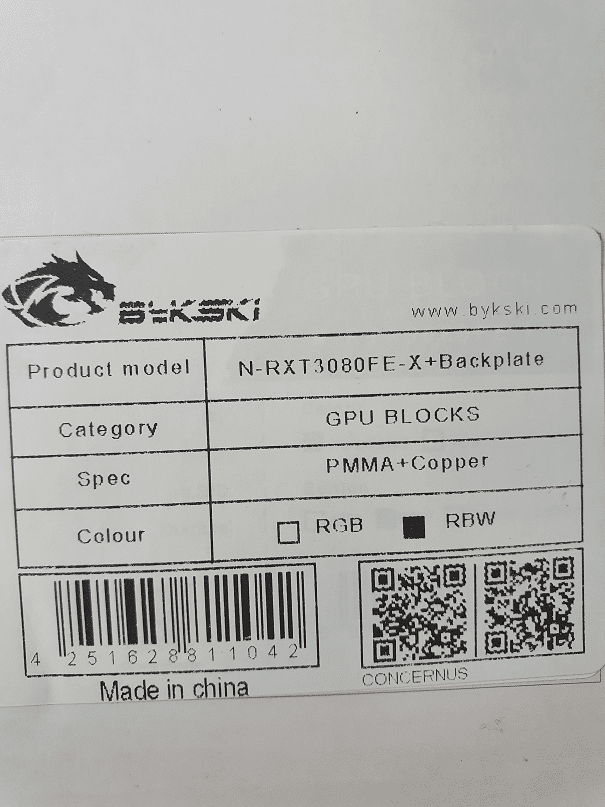 BYKSKI
www.bykski.com
Product model N-RXT3080FE-X+Backplate
Category GPU BLOCKS
Spec PMMA+Copper
Colour RGB RBW
4 251628 811042
Made in china
CONCERNUS